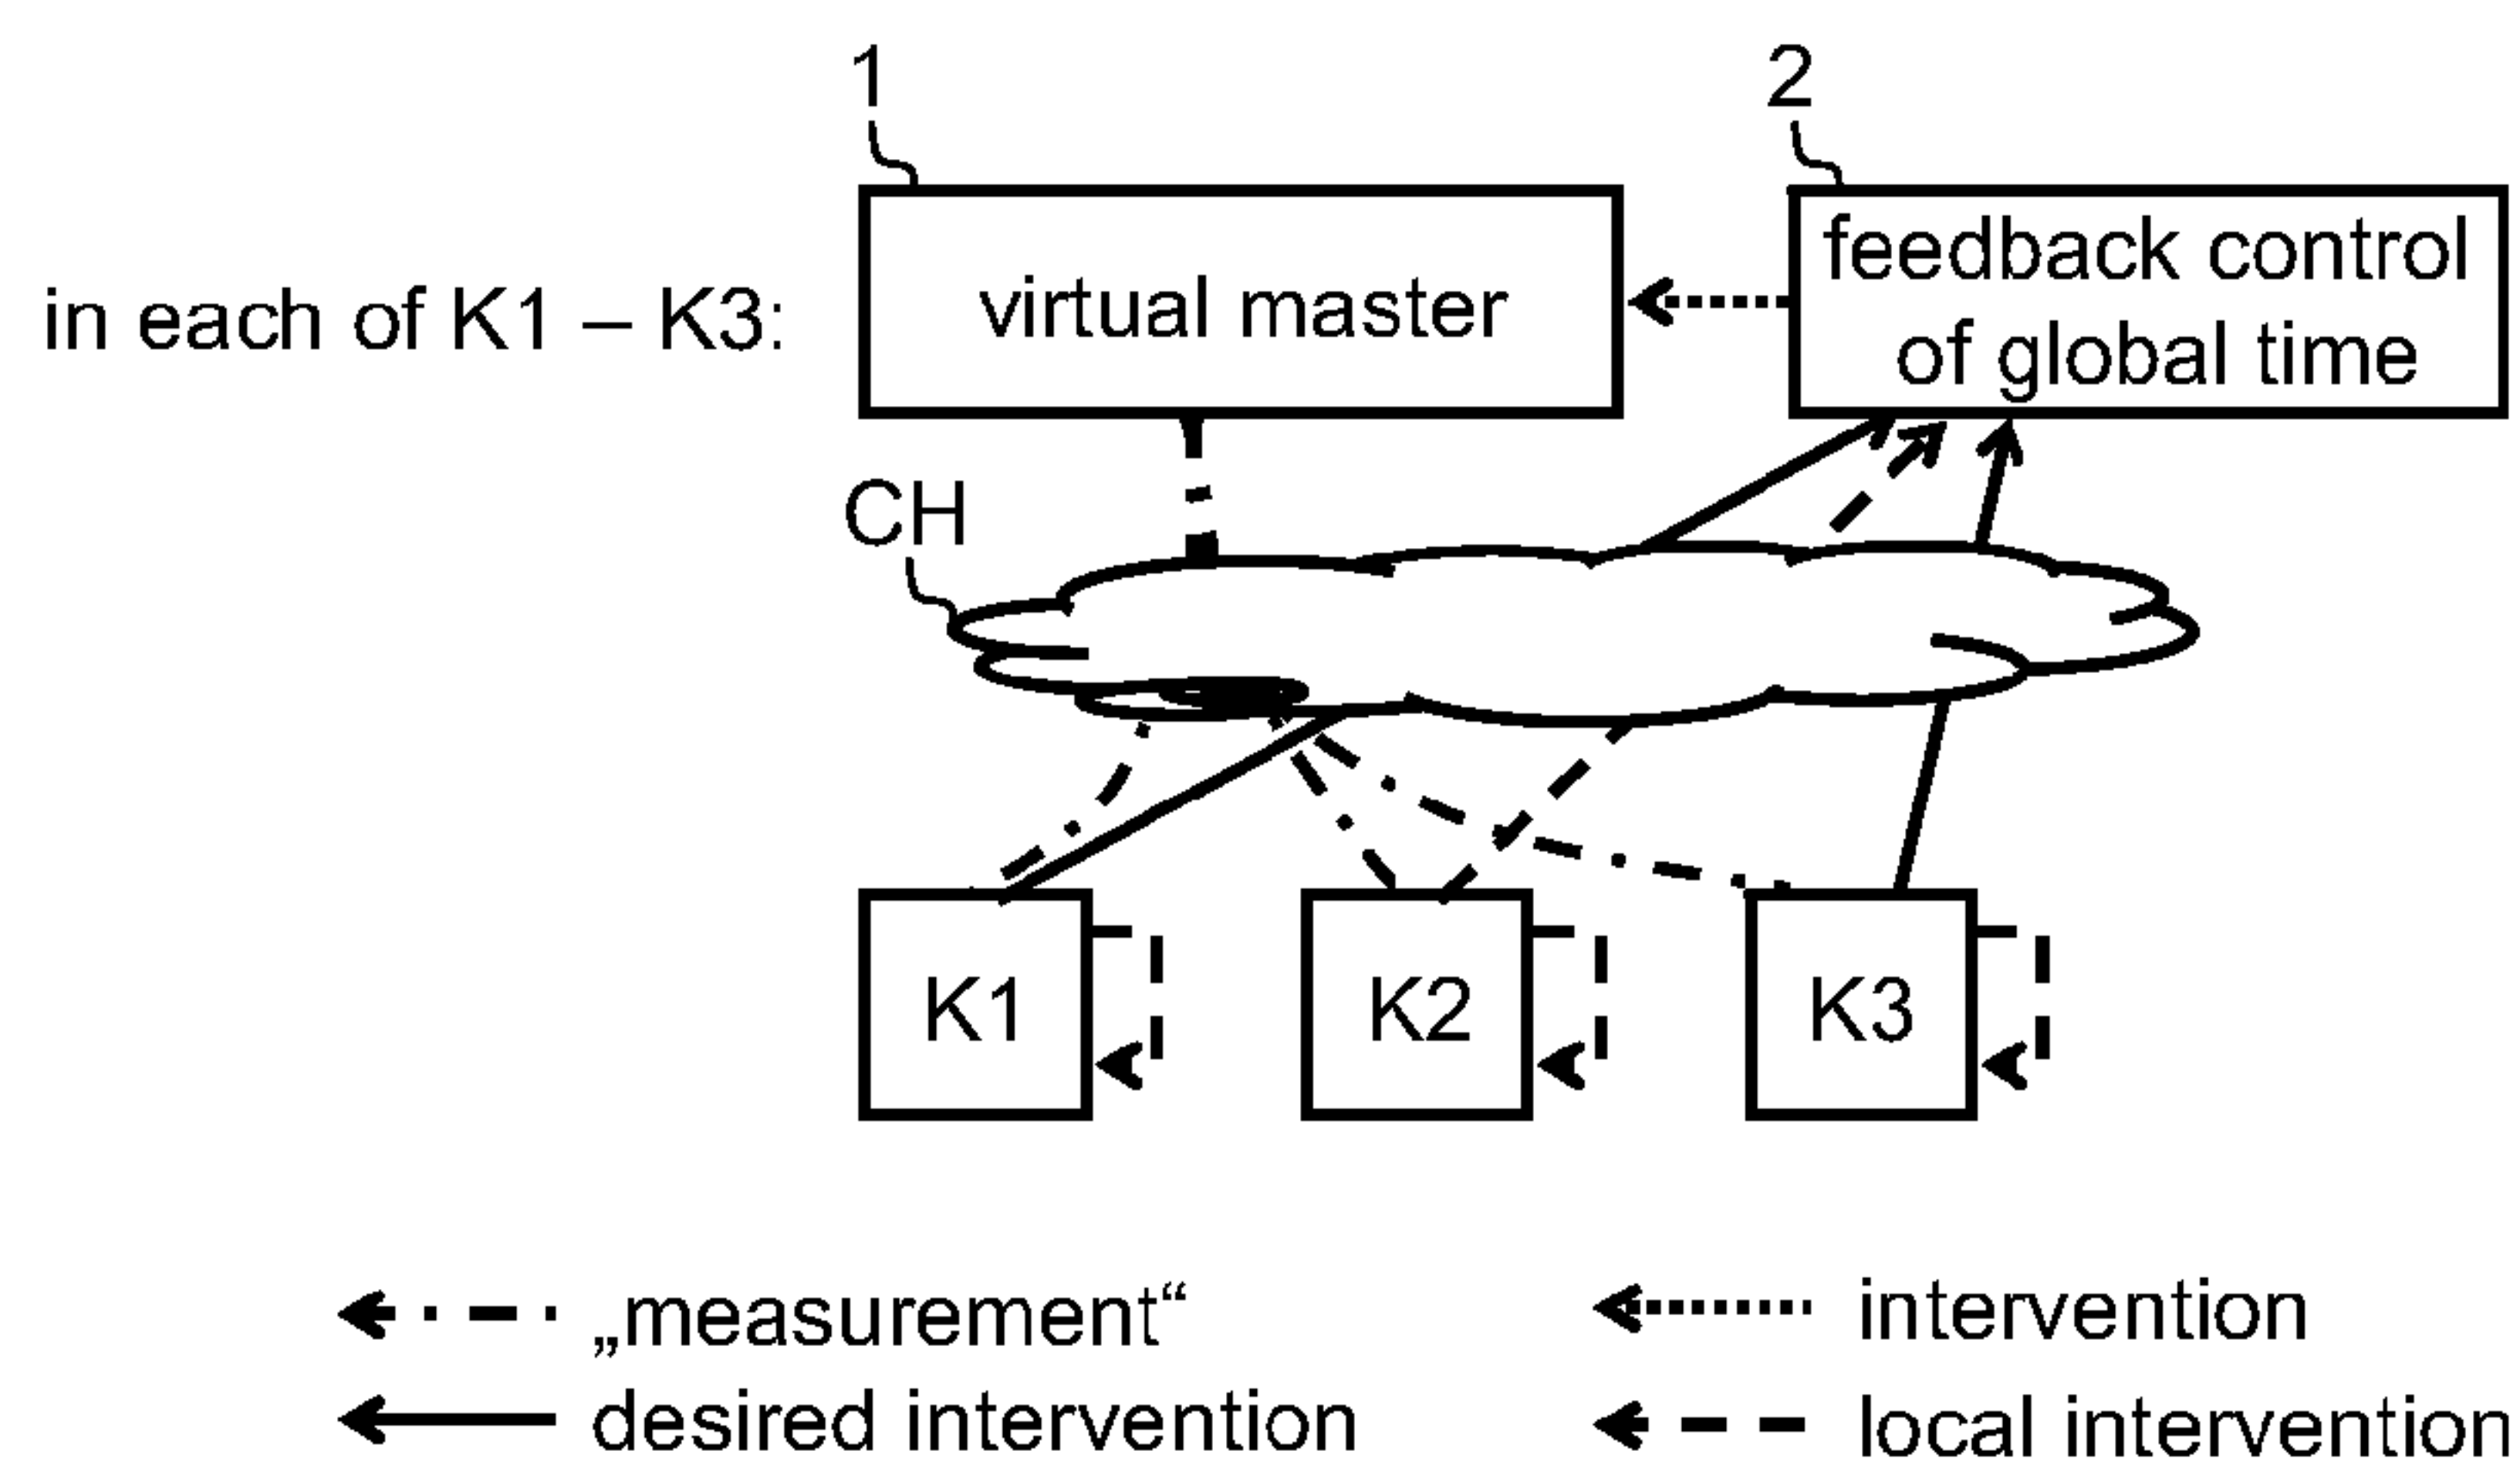 1
2
in each of K1 – K3:
virtual master
feedback control
of global time
CH
K1
K2
K3
„measurement“
intervention
desired intervention
local intervention